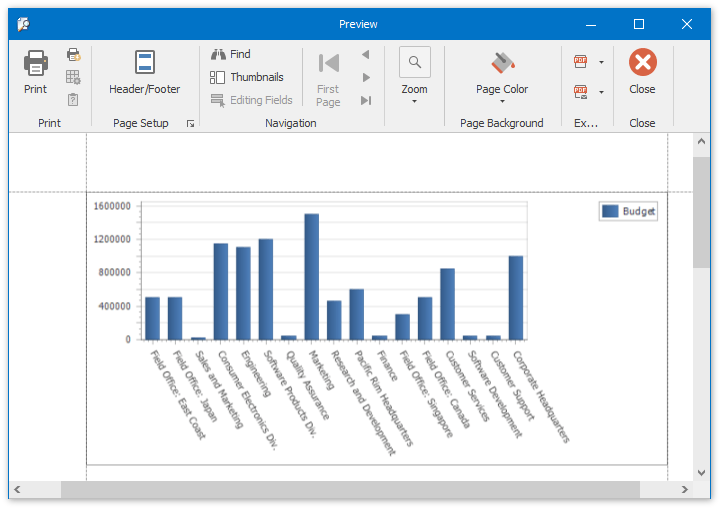 Preview
Print
Header/Footer
Find
Thumbnails
Editing Fields
First
Page
Zoom
Page Color
PDF
PDF
Close
Print
Page Setup
Navigation
Page Background
Ex...
Close
1600000
1200000
800000
400000
0
Budget
Field Office: East Coast
Field Office: Japan
Sales and Marketing
Consumer Electronics Div.
Engineering
Software Products Div.
Quality Assurance
Marketing
Research and Development
Pacific Rim Headquarters
Finance
Field Office: Singapore
Field Office: Canada
Customer Services
Software Development
Customer Support
Corporate Headquarters